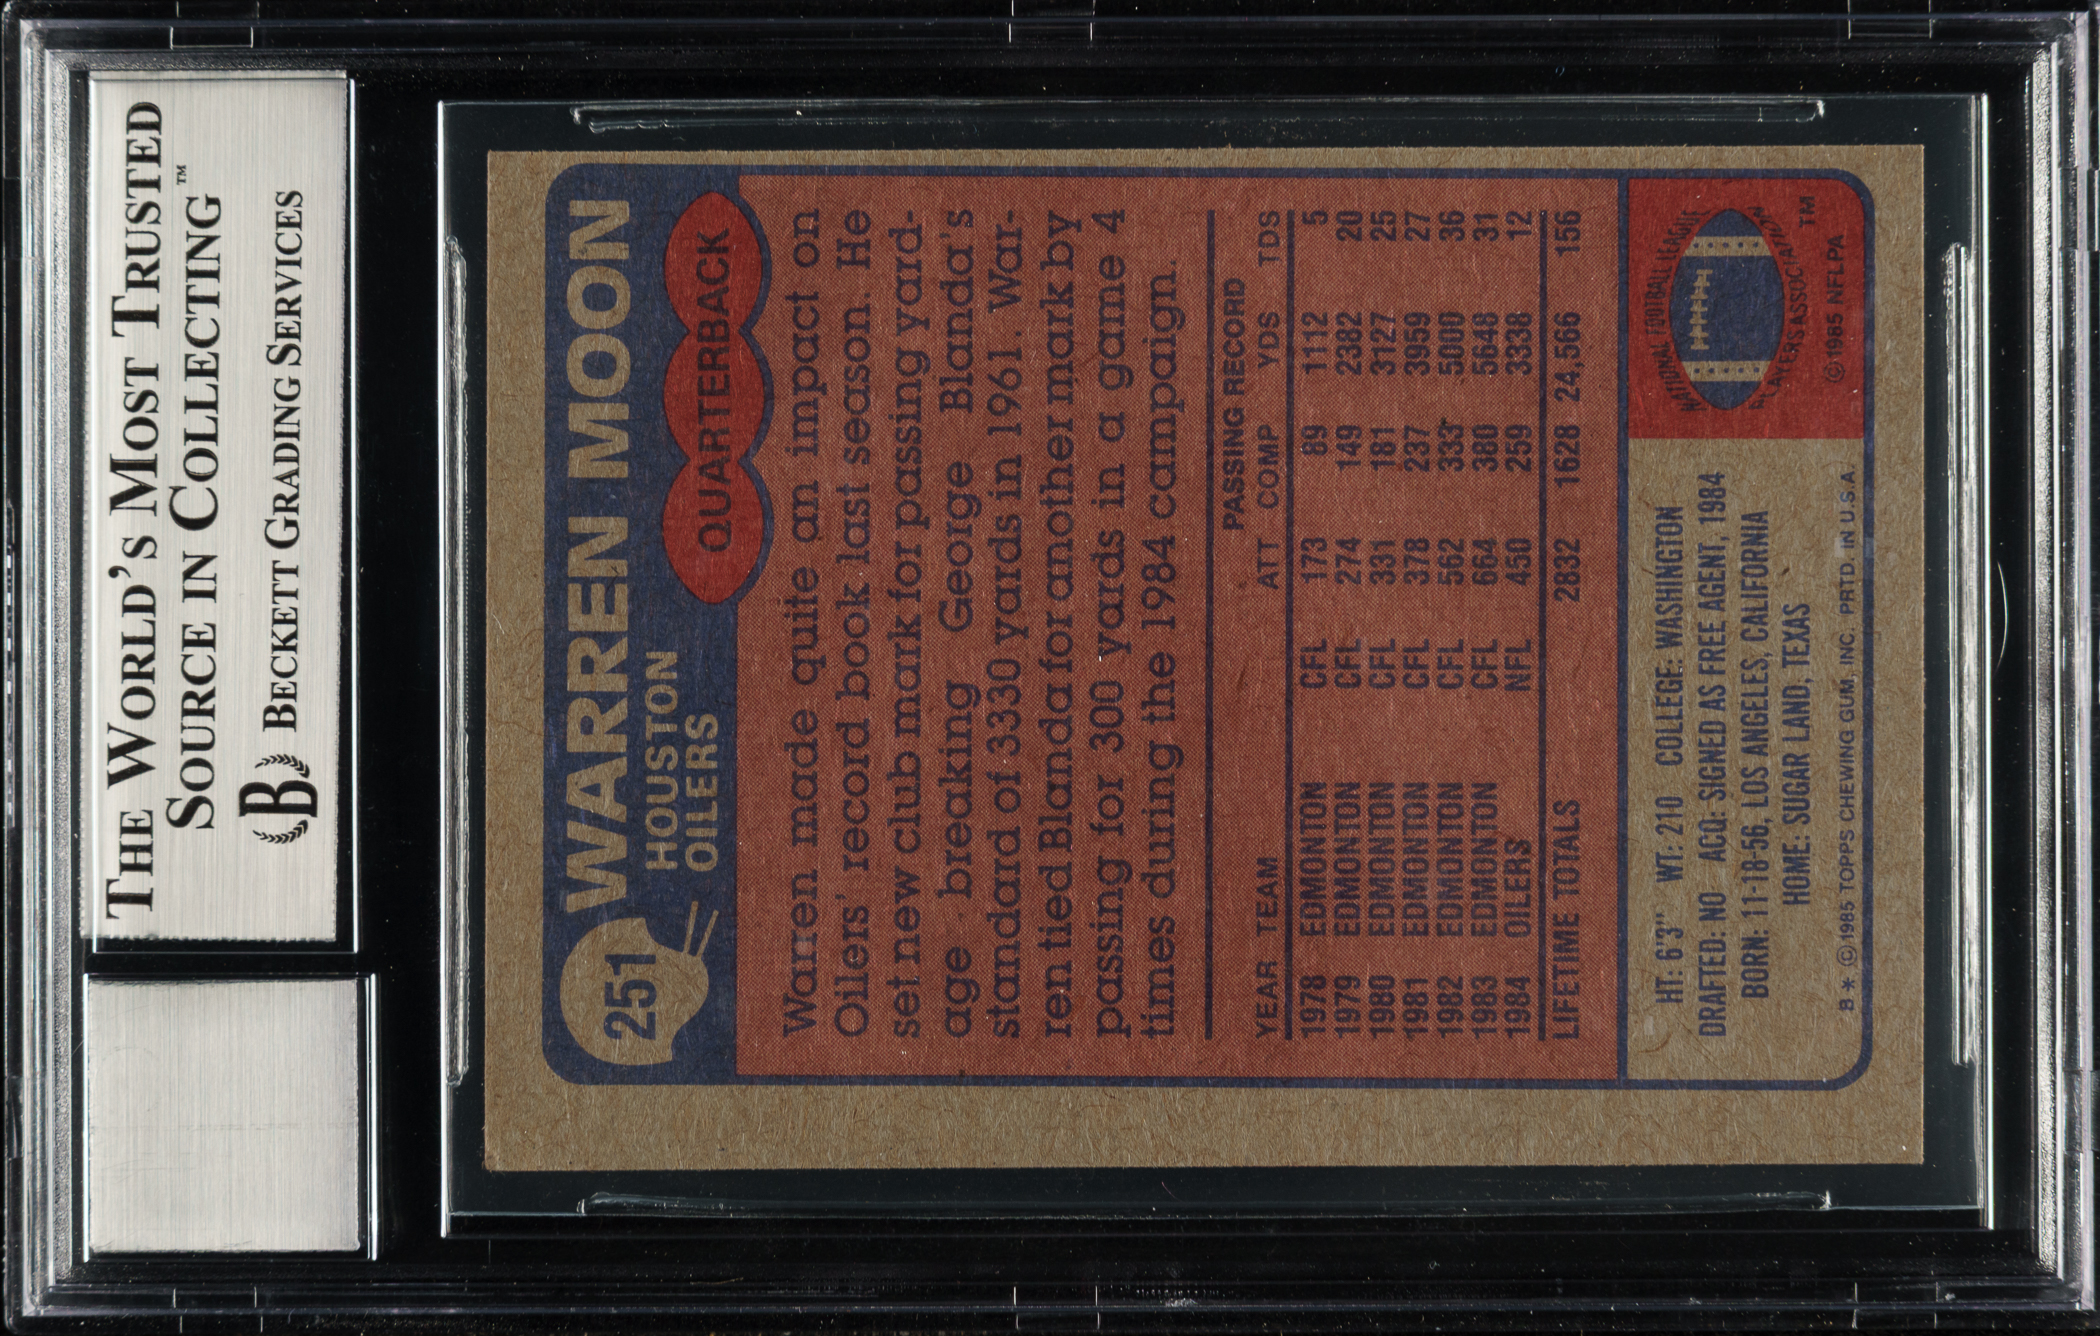 THE WORLD'S MOST TRUSTED
SOURCE IN COLLECTING™
B BECKETT GRADING SERVICES
251 WARREN MOON
HOUSTON
OILERS
QUARTERBACK
Warren made quite an impact on
Oilers' record book last season. He
set new club mark for passing yard-
age breaking George Blanda's
standard of 3330 yards in 1961. War-
ren tied Blanda for another mark by
passing for 300 yards in a game 4
times during the 1984 campaign.
PASSING RECORD
YEAR TEAM ATT COMP YDS TDS
1978 EDMONTON CFL 173 89 1112 5
1979 EDMONTON CFL 274 149 2382 20
1980 EDMONTON CFL 331 181 3127 25
1981 EDMONTON CFL 378 237 3959 27
1982 EDMONTON CFL 562 333 5000 36
1983 EDMONTON CFL 664 380 5648 31
1984 OILERS NFL 450 259 3338 12
LIFETIME TOTALS 2832 1628 24,566 156
HT: 6'3" WT: 210 COLLEGE: WASHINGTON
DRAFTED: NO ACQ: SIGNED AS FREE AGENT, 1984
BORN: 11-18-56, LOS ANGELES, CALIFORNIA
HOME: SUGAR LAND, TEXAS
B* © 1985 TOPPS CHEWING GUM, INC. PRTD. IN U.S.A.
NATIONAL FOOTBALL LEAGUE
PLAYERS ASSOCIATION
TM
© 1985 NFLPA